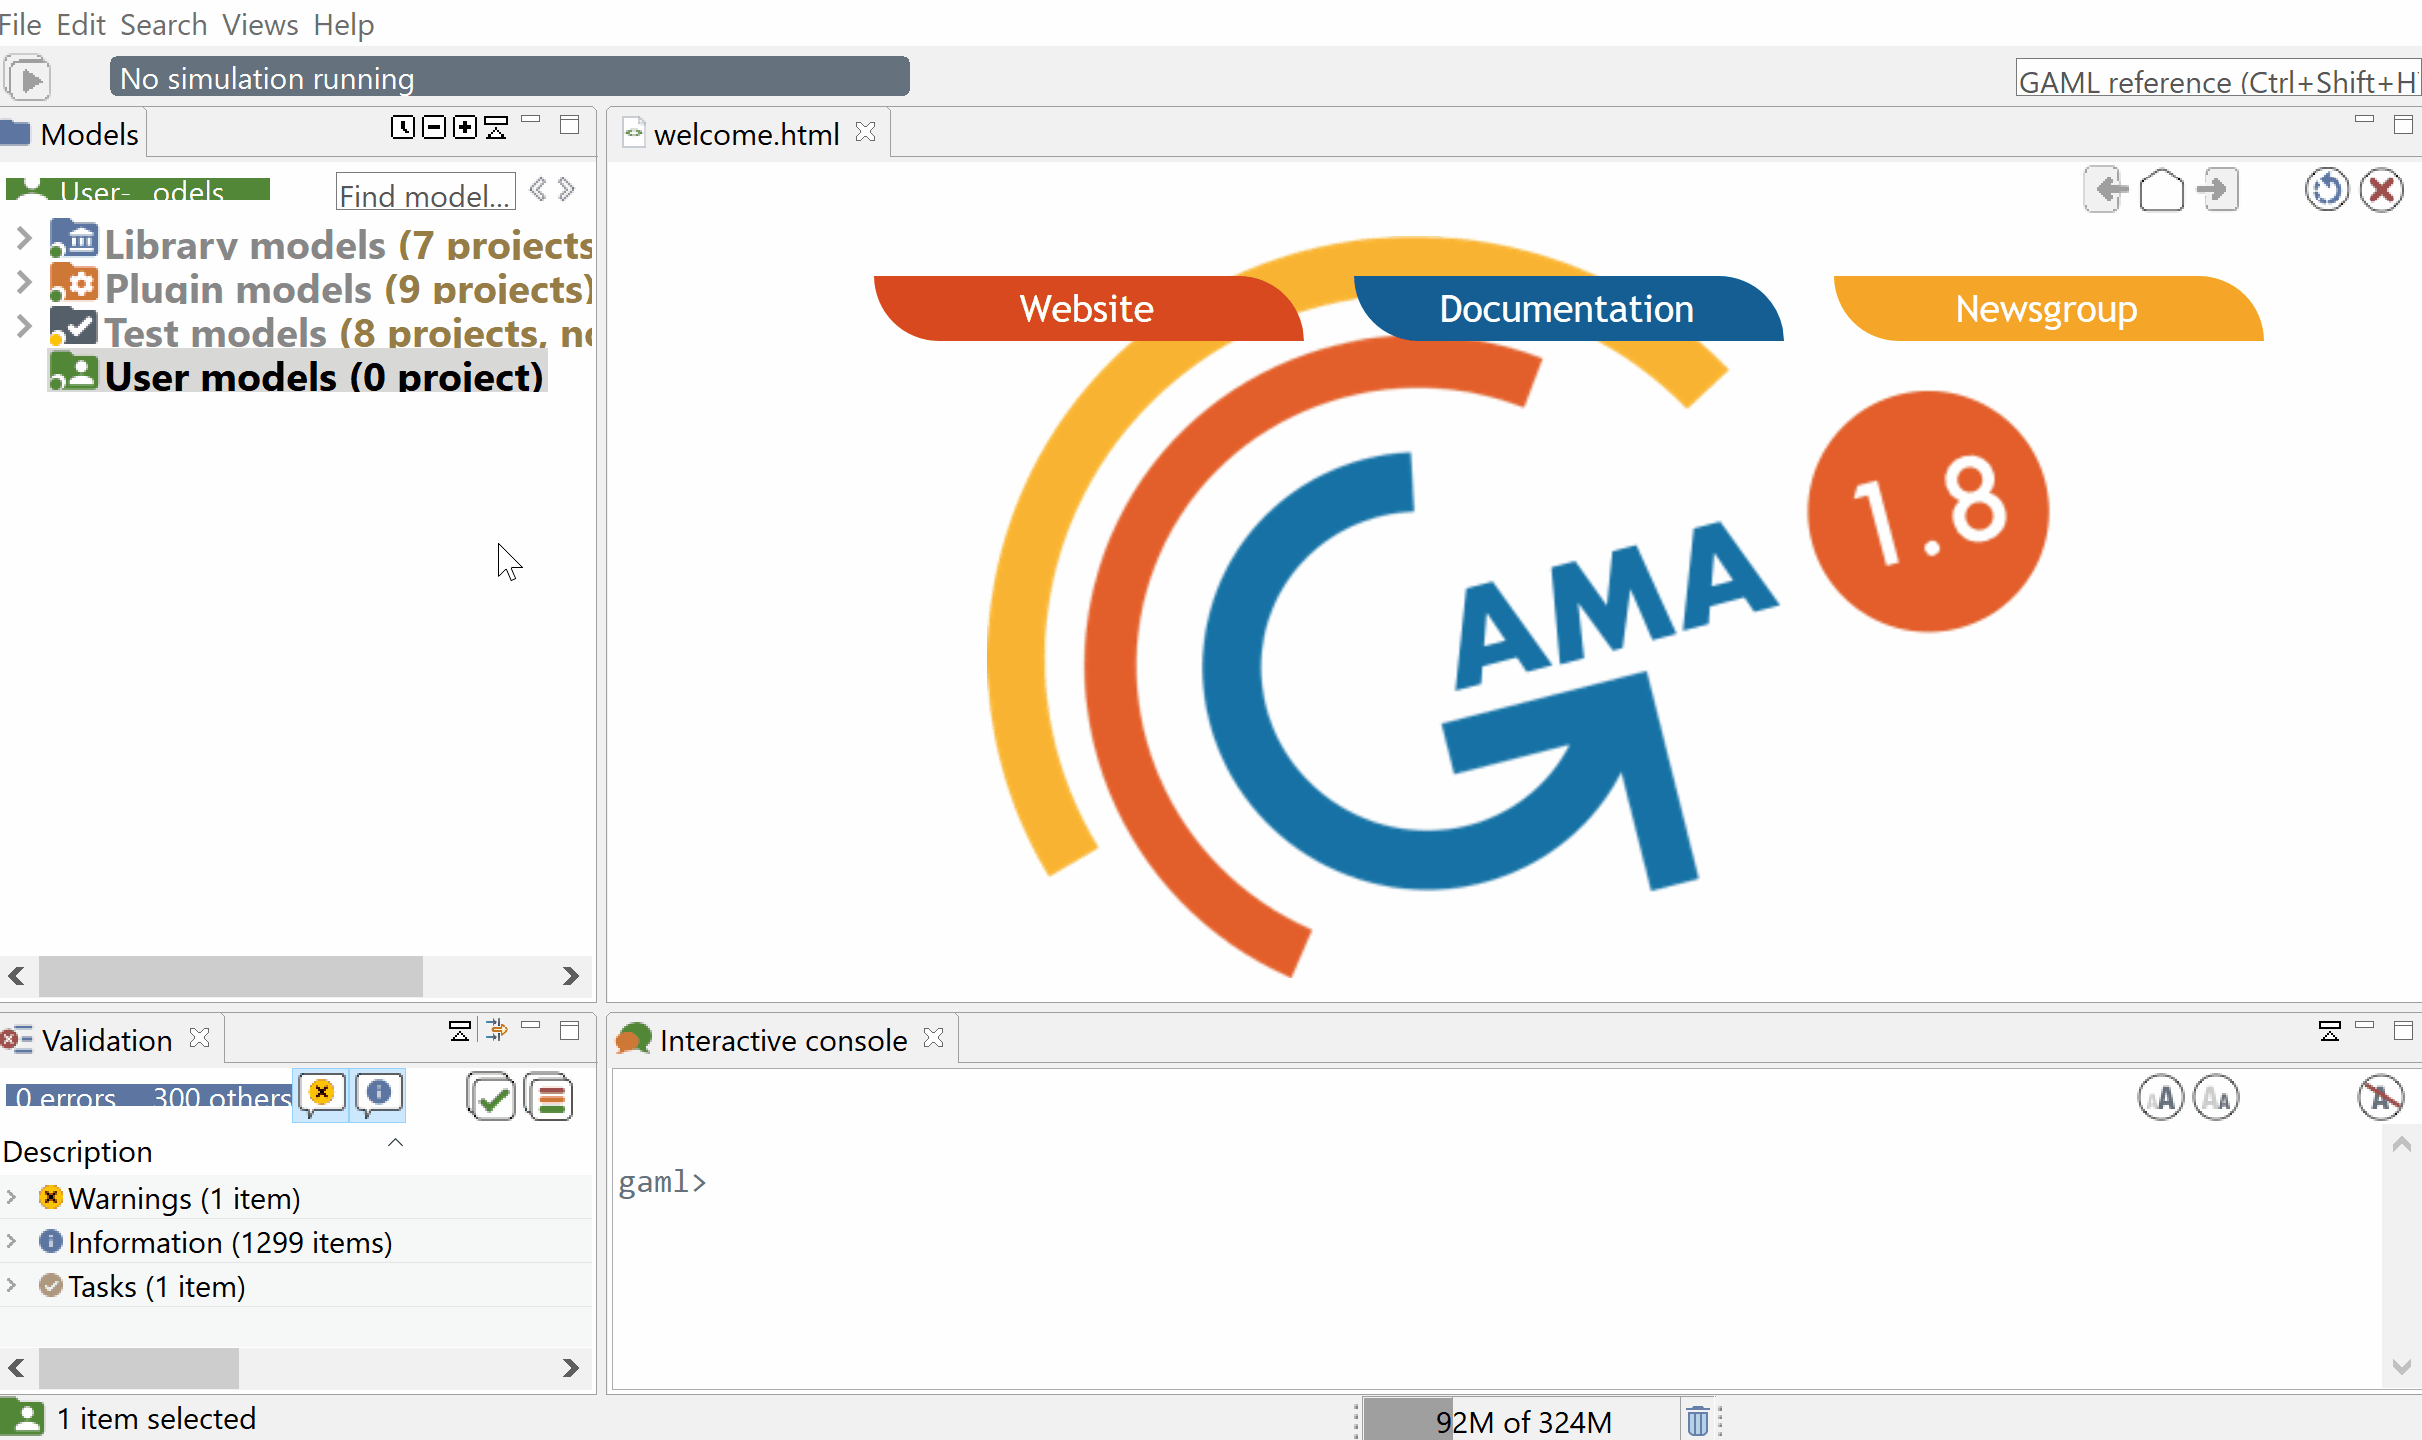 File Edit Search Views Help
No simulation running
GAML reference (Ctrl+Shift+H
Models
welcome.html
User- odels
Find model...
Library models (7 projects
Plugin models (9 projects)
Test models (8 projects, no
User models (0 project)
Website
Documentation
Newsgroup
1.8
GAMA
Validation
Interactive console
0 errors 300 others
Description
Warnings (1 item)
Information (1299 items)
Tasks (1 item)
gaml>
1 item selected
92M of 324M